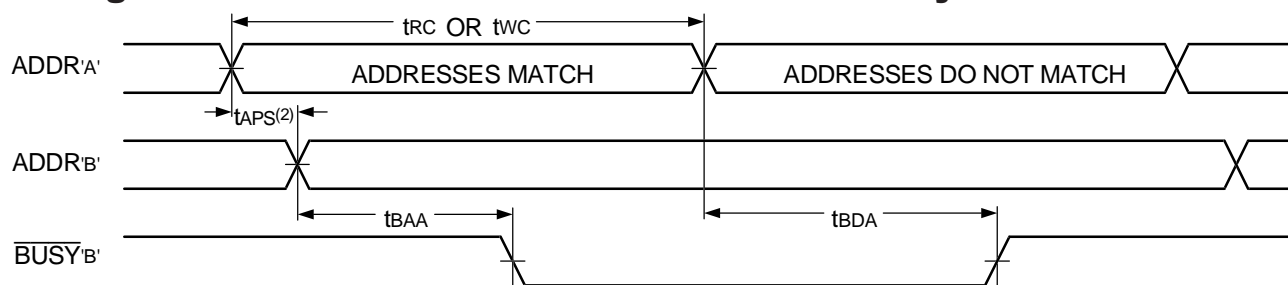 tRC OR tWC
ADDR'A'
ADDRESSES MATCH
ADDRESSES DO NOT MATCH
tAPS(2)
ADDR'B'
tBAA
tBDA
BUSY'B'